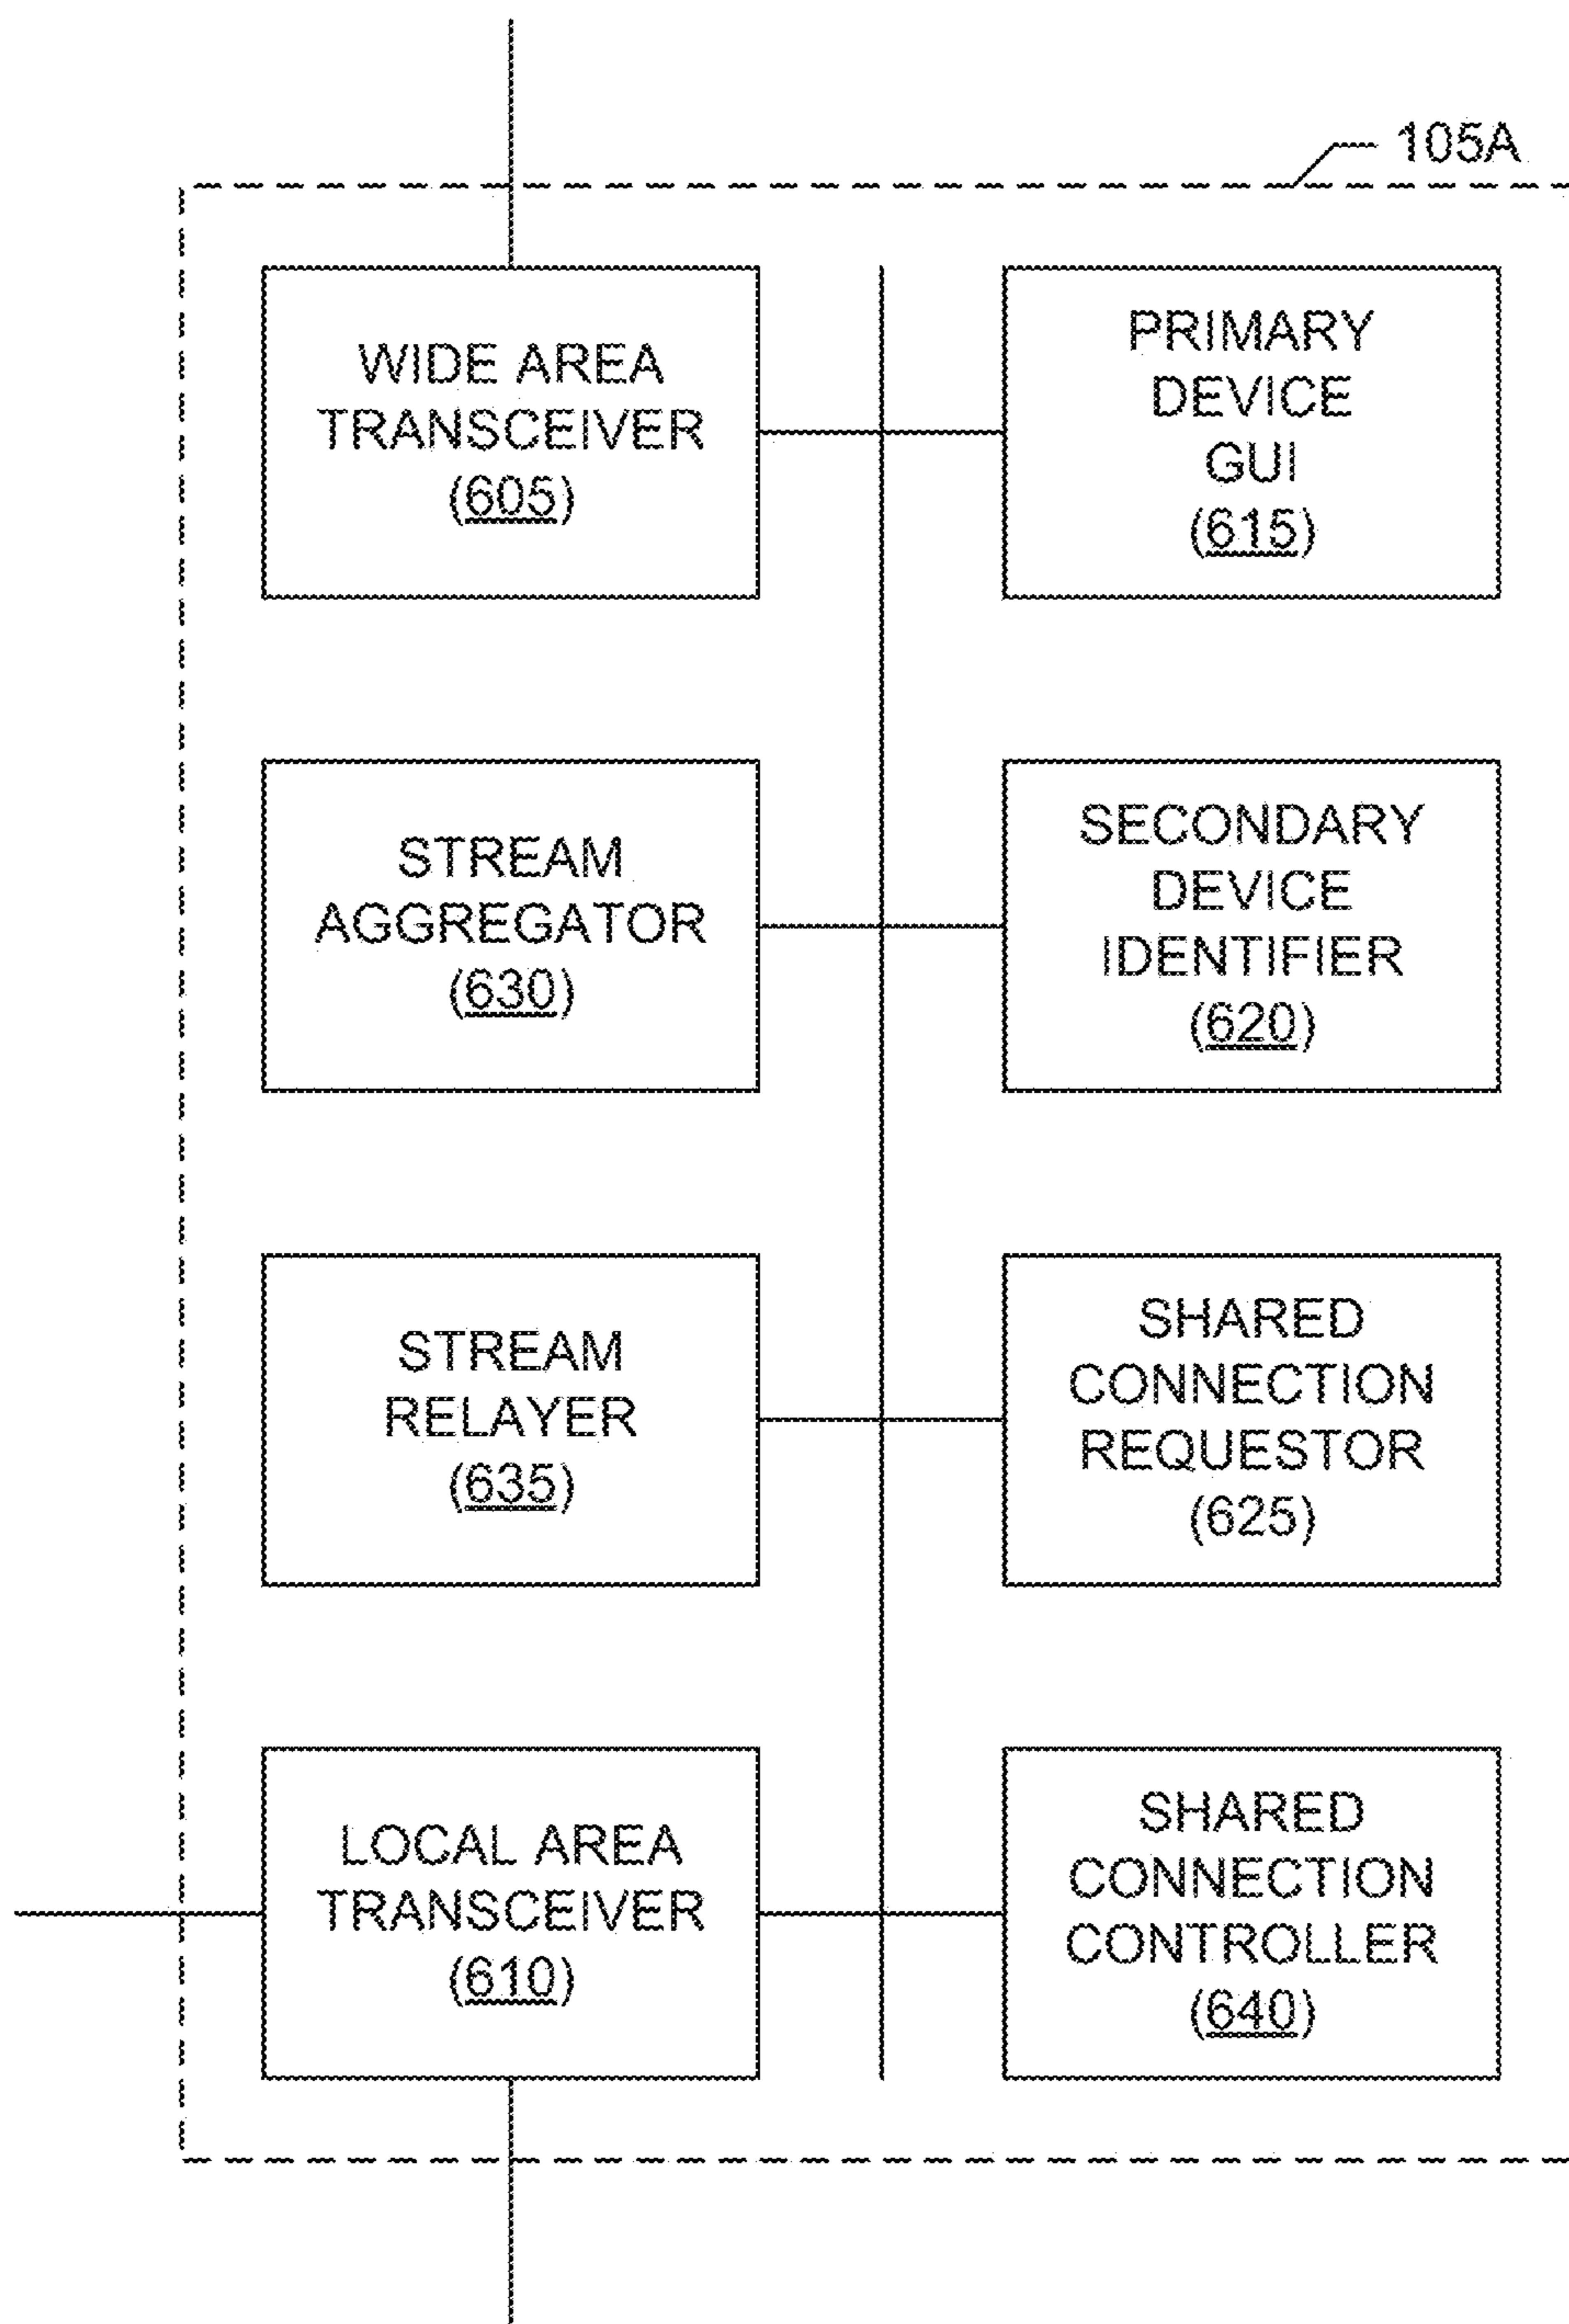 105A
WIDE AREA
TRANSCEIVER
(605)
PRIMARY
DEVICE
GUI
(615)
STREAM
AGGREGATOR
(630)
SECONDARY
DEVICE
IDENTIFIER
(620)
STREAM
RELAYER
(635)
SHARED
CONNECTION
REQUESTOR
(625)
LOCAL AREA
TRANSCEIVER
(610)
SHARED
CONNECTION
CONTROLLER
(640)